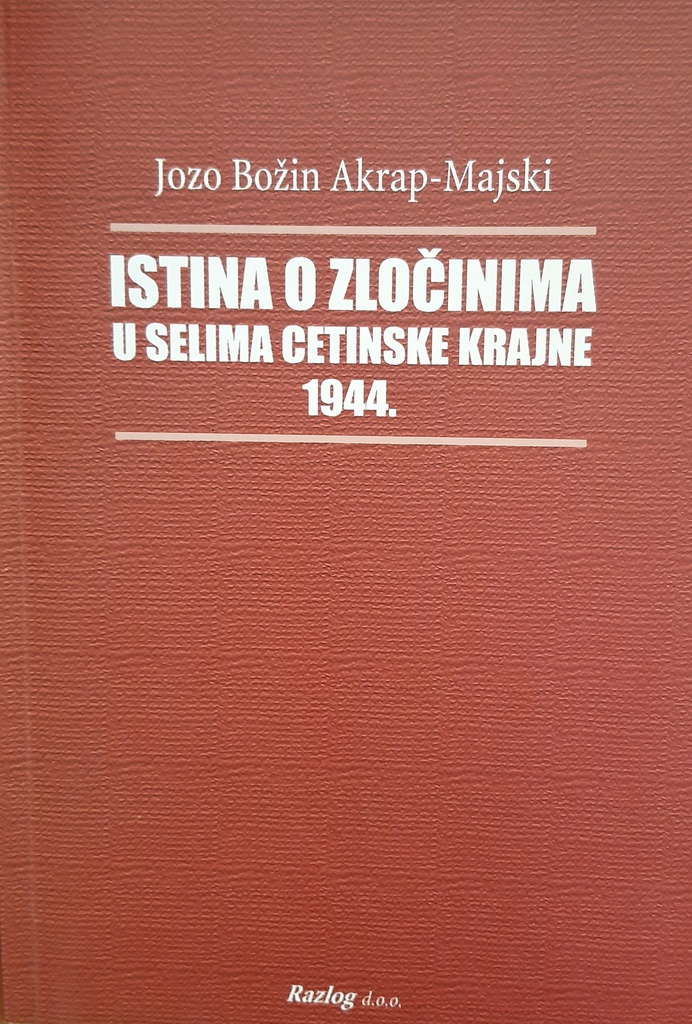 Jozo Božin Akrap-Majski
ISTINA O ZLOČINIMA
U SELIMA CETINSKE KRAJNE
1944.
Razlog d.o.o.